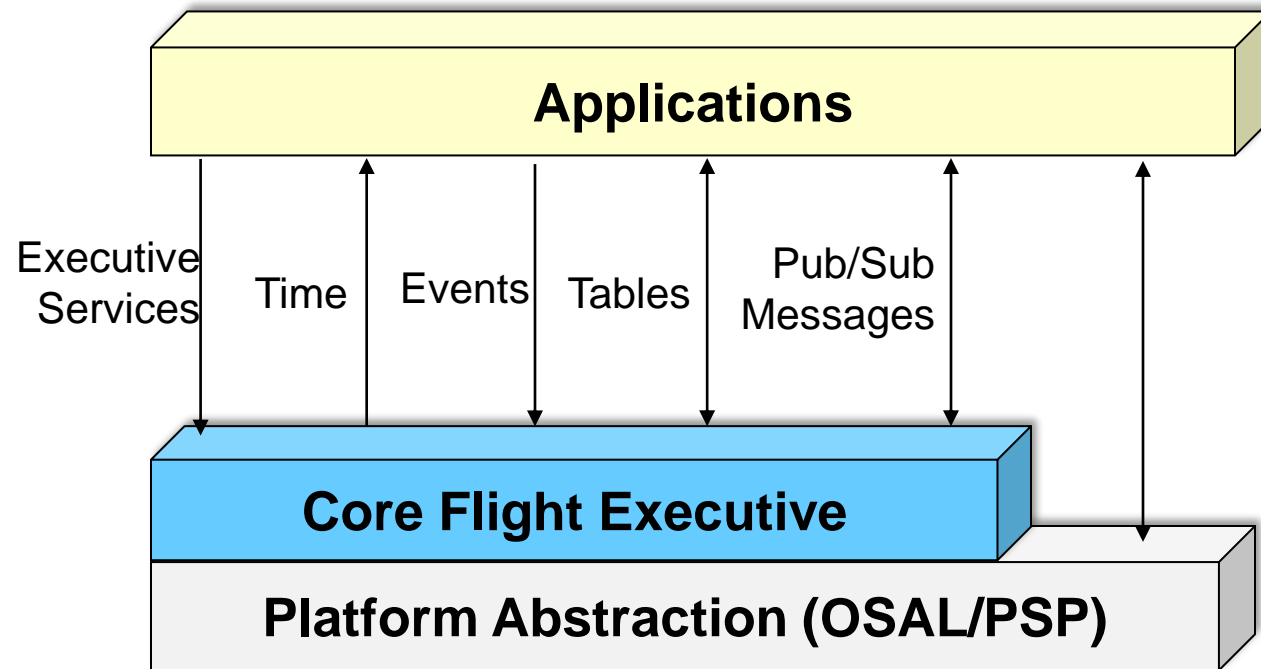 Applications
Executive
Services
Time
Events
Tables
Pub/Sub
Messages
Core Flight Executive
Platform Abstraction (OSAL/PSP)